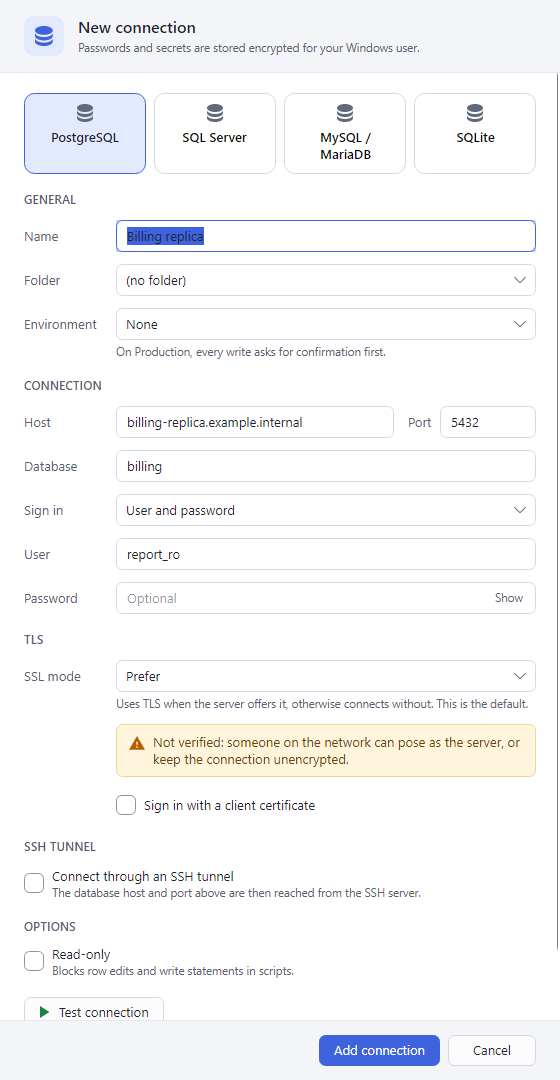 New connection
Passwords and secrets are stored encrypted for your Windows user.
PostgreSQL
SQL Server
MySQL /
MariaDB
SQLite
GENERAL
Name
Billing replica
Folder
(no folder)
Environment
None
On Production, every write asks for confirmation first.
CONNECTION
Host
billing-replica.example.internal
Port
5432
Database
billing
Sign in
User and password
User
report_ro
Password
Optional
Show
TLS
SSL mode
Prefer
Uses TLS when the server offers it, otherwise connects without. This is the default.
Not verified: someone on the network can pose as the server, or
keep the connection unencrypted.
Sign in with a client certificate
SSH TUNNEL
Connect through an SSH tunnel
The database host and port above are then reached from the SSH server.
OPTIONS
Read-only
Blocks row edits and write statements in scripts.
Test connection
Add connection
Cancel